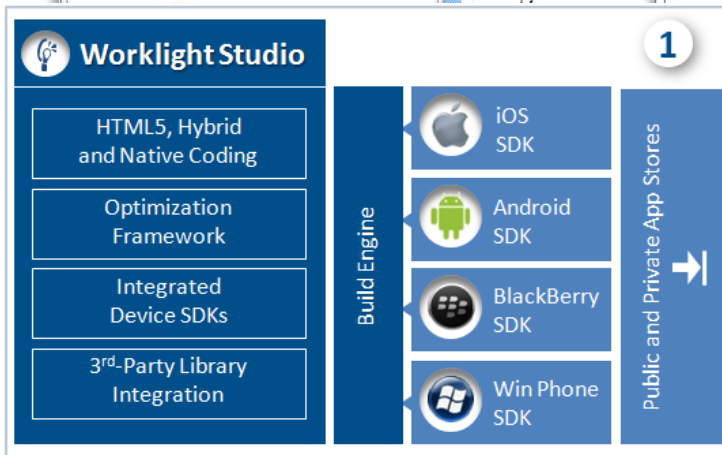 Worklight Studio
1
HTML5, Hybrid
and Native Coding
Optimization
Framework
Integrated
Device SDKs
3rd-Party Library
Integration
Build Engine
iOS
SDK
Android
SDK
BlackBerry
SDK
Win Phone
SDK
Public and Private App Stores